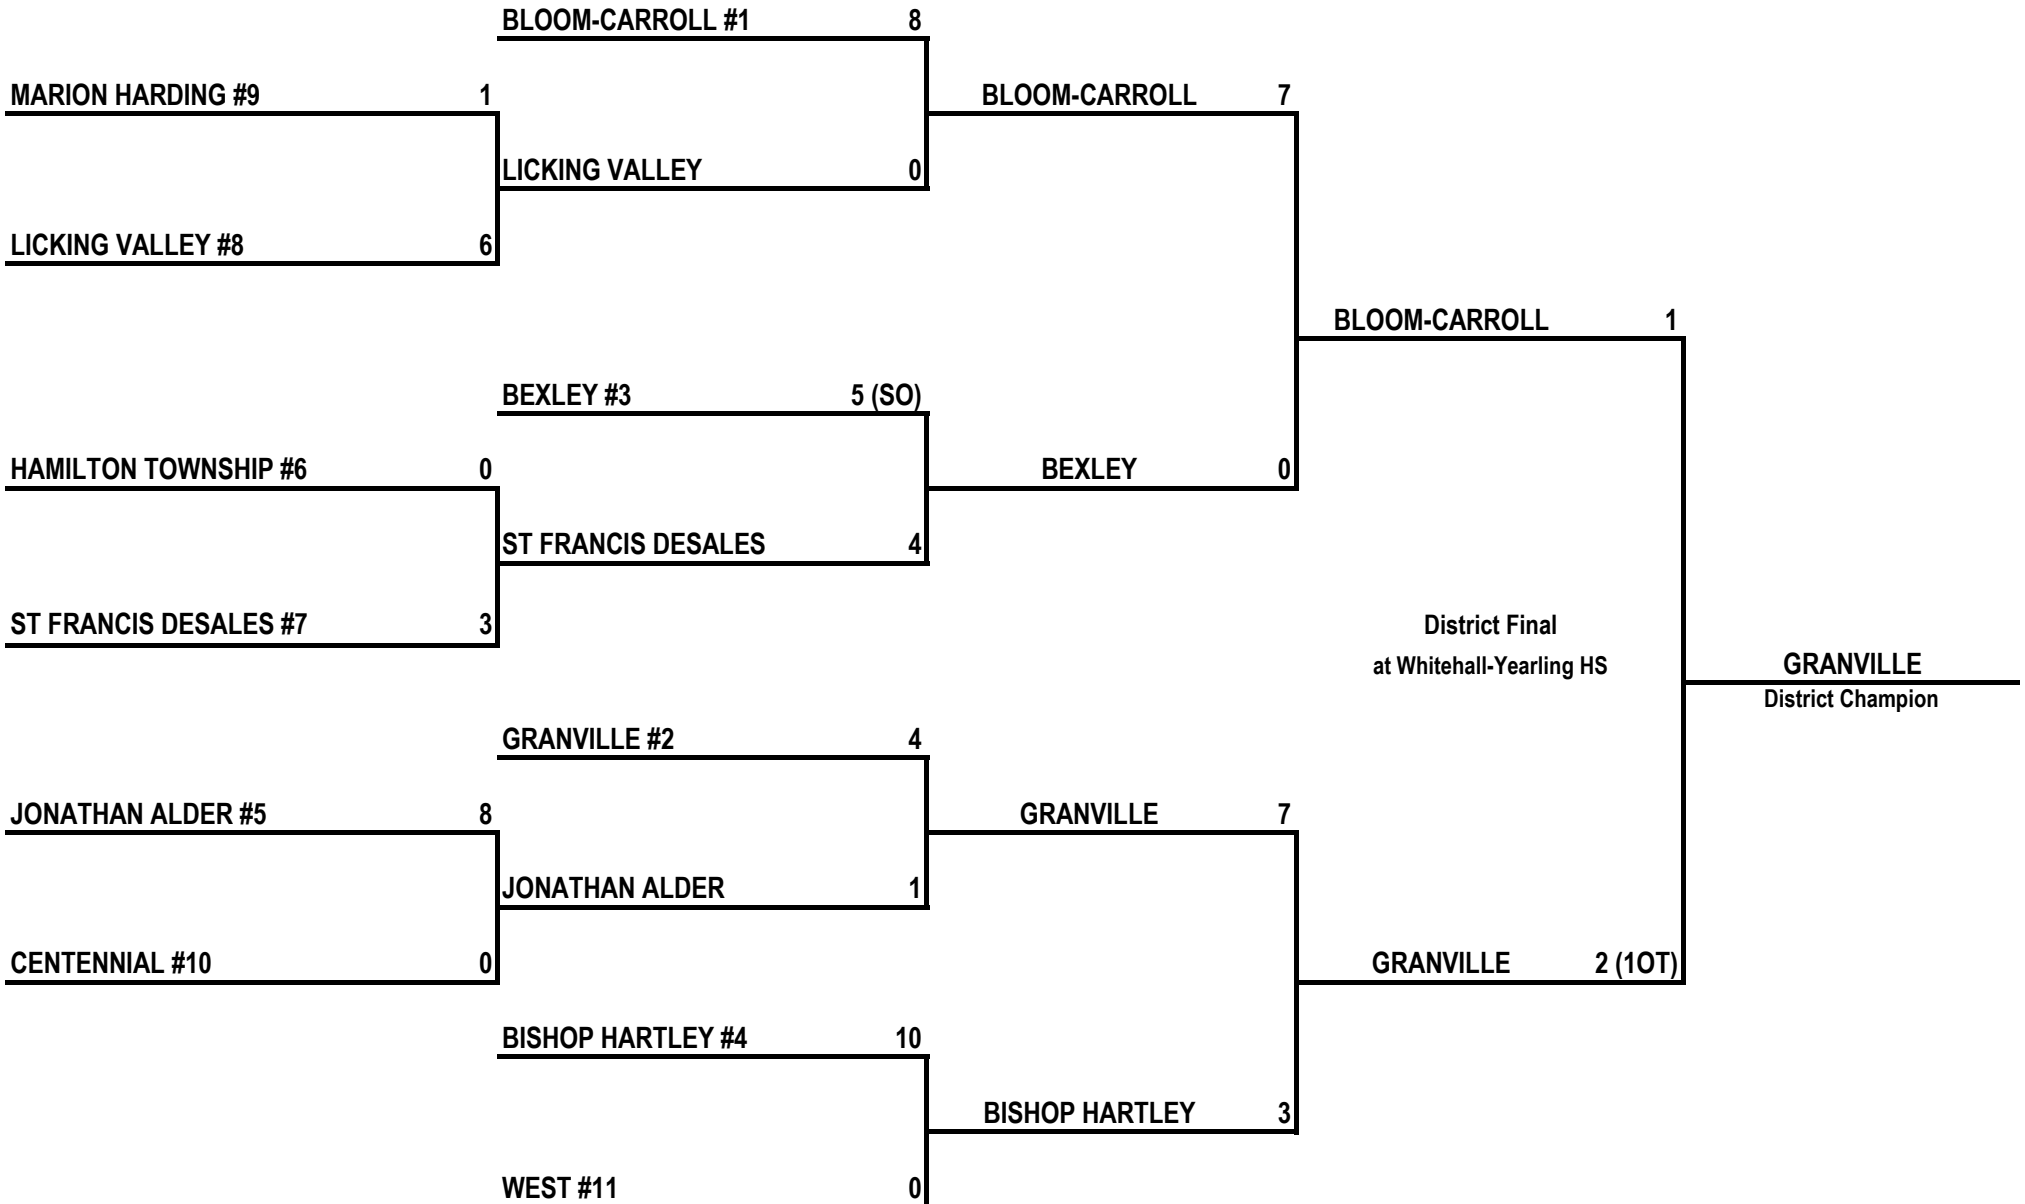 BLOOM-CARROLL #1 8
MARION HARDING #9 1
BLOOM-CARROLL 7
LICKING VALLEY 0
LICKING VALLEY #8 6
BLOOM-CARROLL 1
BEXLEY #3 5 (SO)
HAMILTON TOWNSHIP #6 0
BEXLEY 0
ST FRANCIS DESALES 4
ST FRANCIS DESALES #7 3
District Final
at Whitehall-Yearling HS
GRANVILLE
District Champion
GRANVILLE #2 4
JONATHAN ALDER #5 8
GRANVILLE 7
JONATHAN ALDER 1
CENTENNIAL #10 0
GRANVILLE 2 (1OT)
BISHOP HARTLEY #4 10
BISHOP HARTLEY 3
WEST #11 0